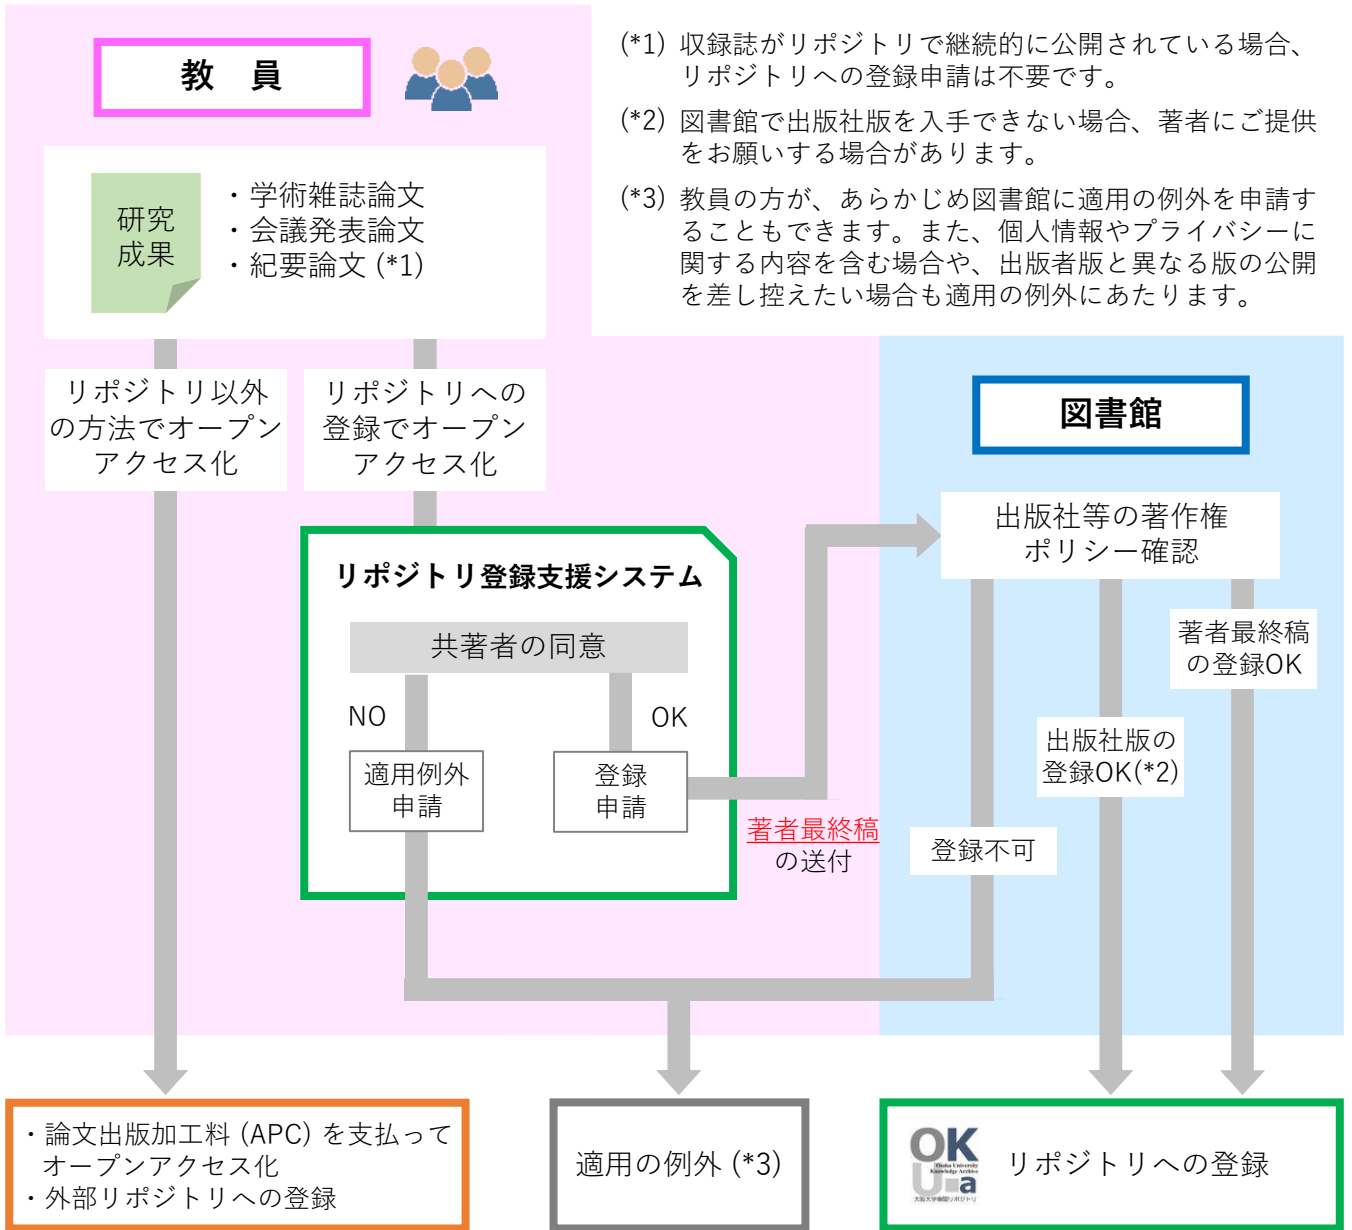 教　員
(*1) 収録誌がリポジトリで継続的に公開されている場合、
リポジトリへの登録申請は不要です。
(*2) 図書館で出版社版を入手できない場合、著者にご提供
をお願いする場合があります。
(*3) 教員の方が、あらかじめ図書館に適用の例外を申請す
ることもできます。また、個人情報やプライバシーに
関する内容を含む場合や、出版者版と異なる版の公開
を差し控えたい場合も適用の例外にあたります。
研究
成果
・学術雑誌論文
・会議発表論文
・紀要論文 (*1)
リポジトリ以外
の方法でオープン
アクセス化
リポジトリへの
登録でオープン
アクセス化
図書館
リポジトリ登録支援システム
共著者の同意
NO
OK
適用例外
申請
登録
申請
著者最終稿
の送付
出版社等の著作権
ポリシー確認
著者最終稿
の登録OK
出版社版の
登録OK(*2)
登録不可
・論文出版加工料 (APC) を支払って
オープンアクセス化
・外部リポジトリへの登録
適用の例外 (*3)
OK
Osaka University
Knowledge Archive
U a
大阪大学機関リポジトリ
リポジトリへの登録